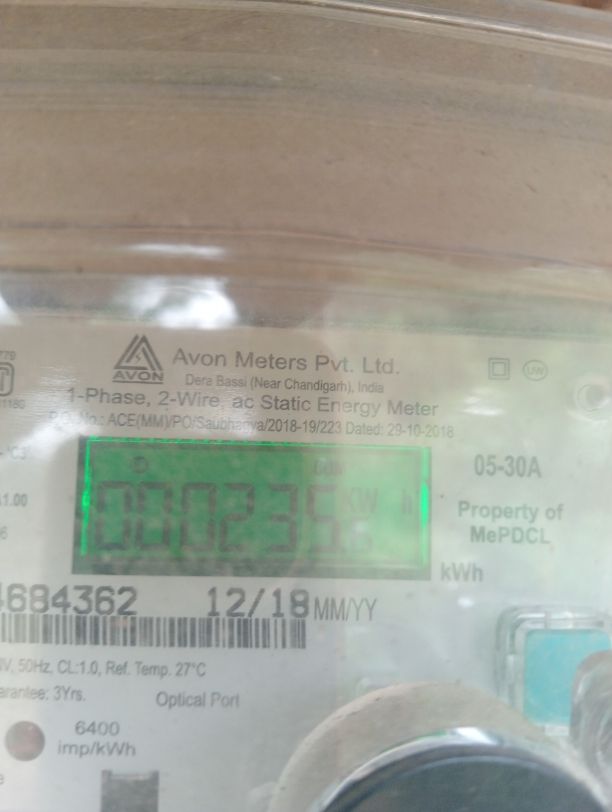 Avon Meters Pvt. Ltd.
AVON
Dera Bassi (Near Chandigarh), India
UW
1-Phase, 2-Wire, ac Static Energy Meter
P.O. No.: ACE(MM)/PO/Saubhagya/2018-19/223 Dated: 29-10-2018
05-30A
Property of
MePDCL
kWh
4684362 12/18 MM/YY
V, 50Hz, CL:1.0, Ref. Temp. 27°C
3Yrs.
Optical Port
6400
imp/kWh